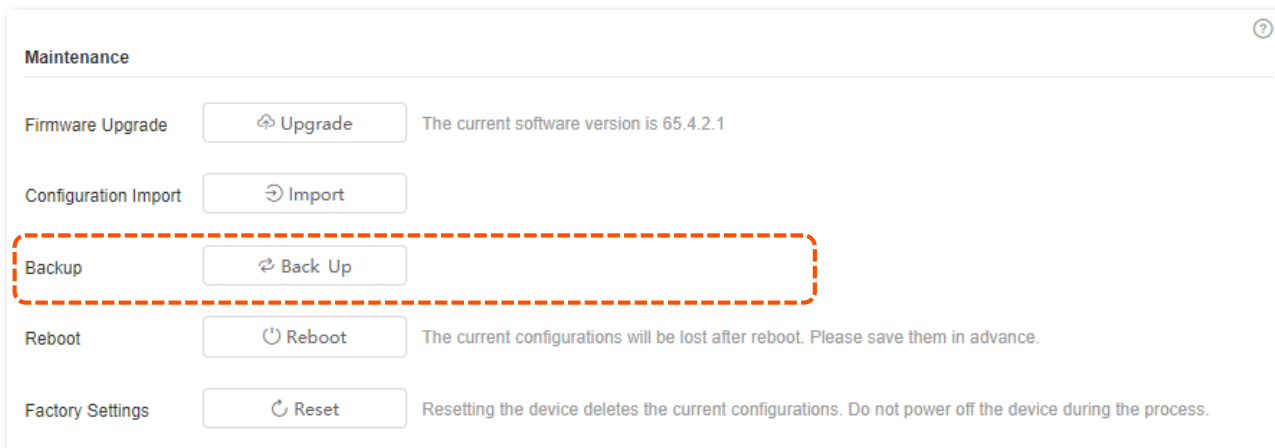 ?
Maintenance
Firmware Upgrade Upgrade The current software version is 65.4.2.1
Configuration Import Import
Backup Back Up
Reboot Reboot The current configurations will be lost after reboot. Please save them in advance.
Factory Settings Reset Resetting the device deletes the current configurations. Do not power off the device during the process.